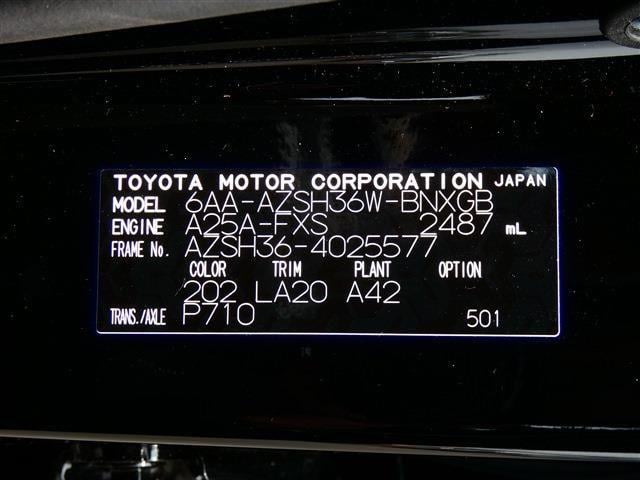 TOYOTA MOTOR CORPORATION JAPAN
MODEL 6AA-AZSH36W-BNXGB
ENGINE A25A-FXS 2487 mL
FRAME No. AZSH36-4025577
COLOR TRIM PLANT OPTION
202 LA20 A42
TRANS./AXLE P710 501